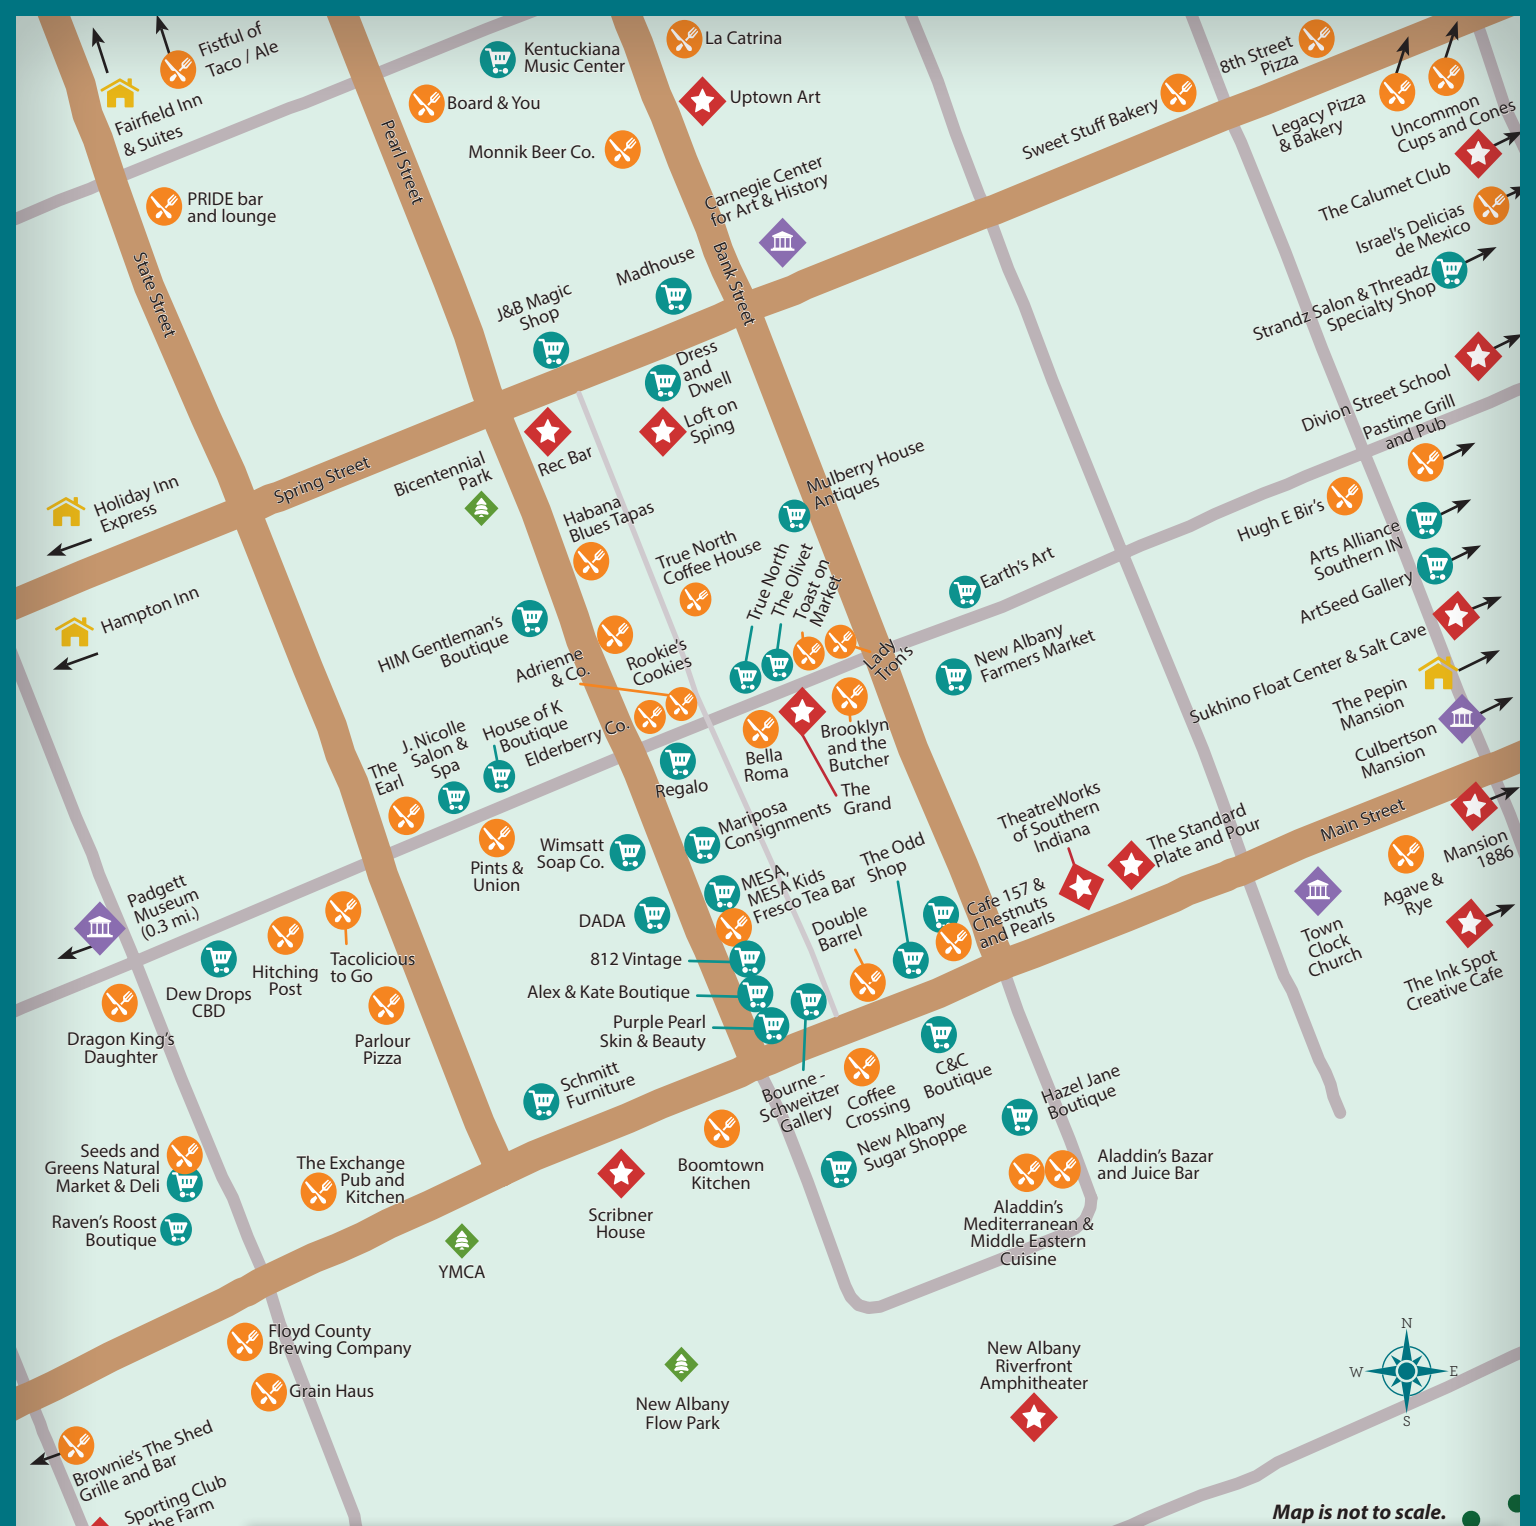 Fistful of
Taco / Ale
Fairfield Inn
& Suites
PRIDE bar
and lounge
State Street
Pearl Street
Kentuckiana
Music Center
Board & You
Monnik Beer Co.
La Catrina
Uptown Art
Carnegie Center
for Art & History
Bank Street
Madhouse
J&B Magic
Shop
Sweet Stuff Bakery
8th Street
Pizza
Legacy Pizza
& Bakery
Uncommon
Cups and Cones
The Calumet Club
Israel's Delicias
de Mexico
Strandz Salon & Threadz
Specialty Shop
Divion Street School
Pastime Grill
and Pub
Hugh E Bir's
Arts Alliance
Southern IN
ArtSeed Gallery
Sukhino Float Center & Salt Cave
The Pepin
Mansion
Culbertson
Mansion
Dress
and
Dwell
Loft on
Sping
Rec Bar
Bicentennial
Park
Spring Street
Holiday Inn
Express
Hampton Inn
Habana
Blues Tapas
Mulberry House
Antiques
True North
Coffee House
True North
The Olivet
Toast on
Market
Lady
Tron's
Earth's Art
New Albany
Farmers Market
HIM Gentleman's
Boutique
Adrienne
& Co.
Rookie's
Cookies
Elderberry Co.
House of K
Boutique
J. Nicolle
Salon &
Spa
The
Earl
Regalo
Bella
Roma
Brooklyn
and the
Butcher
The
Grand
Mariposa
Consignments
Pints &
Union
Wimsatt
Soap Co.
MESA,
MESA Kids
Fresco Tea Bar
DADA
812 Vintage
Alex & Kate Boutique
Purple Pearl
Skin & Beauty
Double
Barrel
The Odd
Shop
Cafe 157 &
Chestnuts
and Pearls
TheatreWorks
of Southern
Indiana
The Standard
Plate and Pour
Main Street
Mansion
1886
Agave &
Rye
Town
Clock
Church
The Ink Spot
Creative Cafe
Padgett
Museum
(0.3 mi.)
Dew Drops
CBD
Hitching
Post
Tacolicious
to Go
Dragon King's
Daughter
Parlour
Pizza
Schmitt
Furniture
Bourne -
Schweitzer
Gallery
Coffee
Crossing
C&C
Boutique
Hazel Jane
Boutique
New Albany
Sugar Shoppe
Boomtown
Kitchen
Scribner
House
Seeds and
Greens Natural
Market & Deli
Raven's Roost
Boutique
The Exchange
Pub and
Kitchen
YMCA
Aladdin's Bazar
and Juice Bar
Aladdin's
Mediterranean &
Middle Eastern
Cuisine
Floyd County
Brewing Company
Grain Haus
Brownie's The Shed
Grille and Bar
Sporting Club
the Farm
New Albany
Flow Park
New Albany
Riverfront
Amphitheater
N
W
E
S
Map is not to scale.